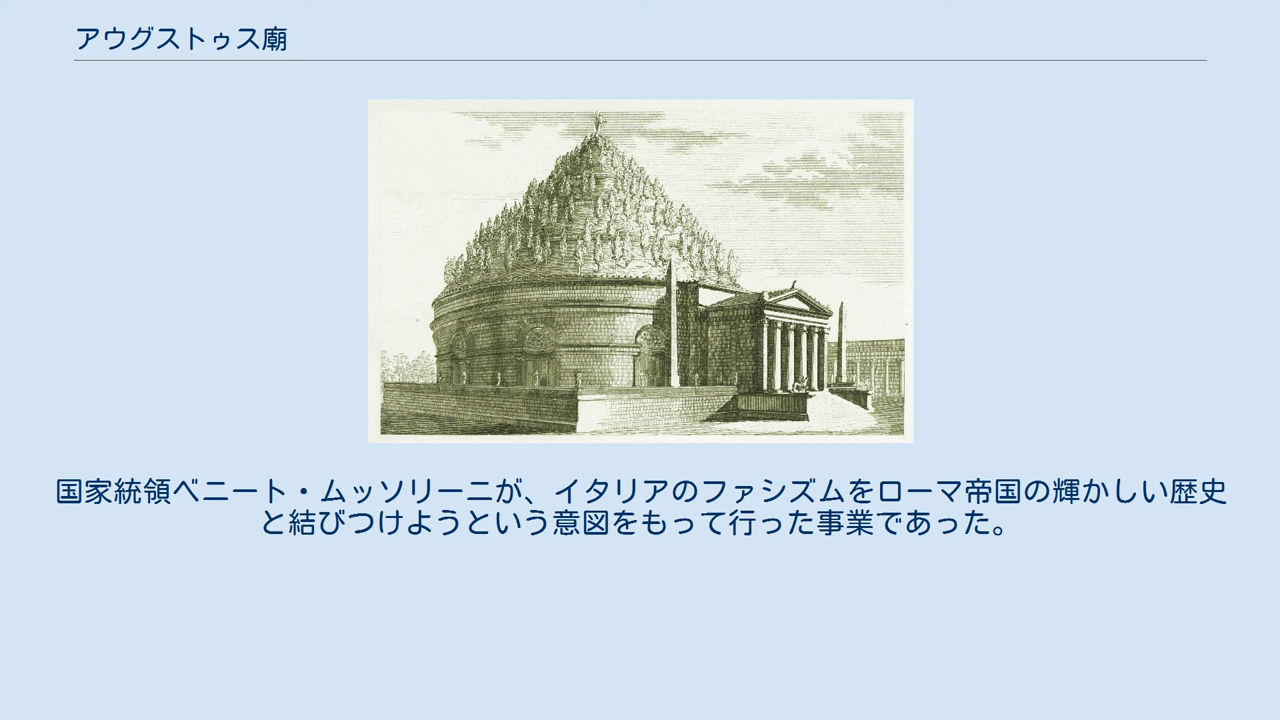 アウグストゥス廟
国家統領ベニート・ムッソリーニが、イタリアのファシズムをローマ帝国の輝かしい歴史
と結びつけようという意図をもって行った事業であった。